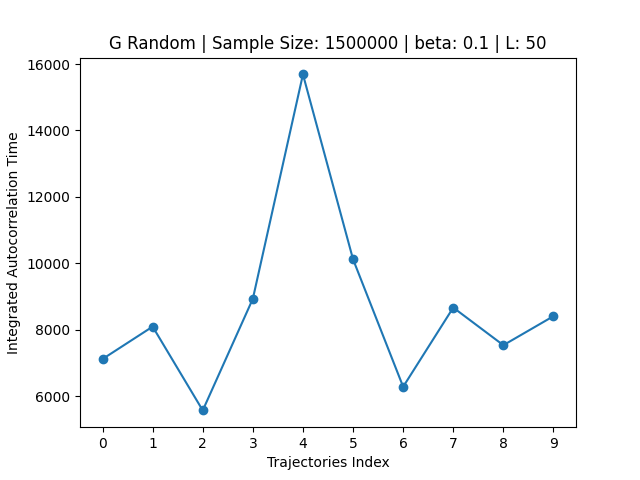 G Random | Sample Size: 1500000 | beta: 0.1 | L: 50
16000
14000
12000
10000
8000
6000
Integrated Autocorrelation Time
0 1 2 3 4 5 6 7 8 9
Trajectories Index